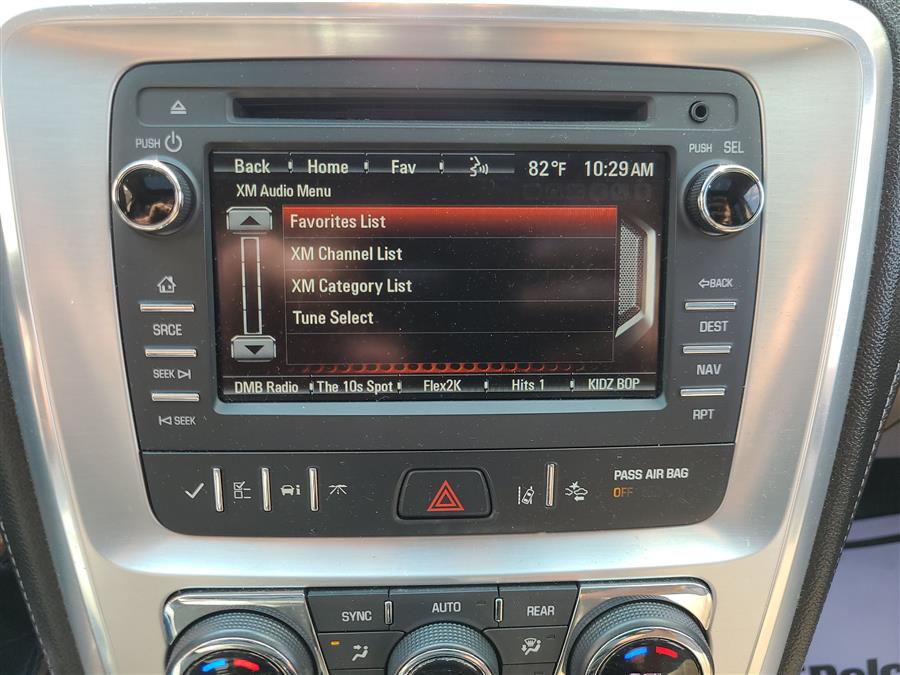 PUSH
PUSH SEL
Back Home Fav 82°F 10:29AM
XM Audio Menu
Favorites List
XM Channel List
XM Category List
Tune Select
DMB Radio The 10s Spot Flex2K Hits 1 KIDZ BOP
SRCE
SEEK
SEEK
BACK
DEST
NAV
RPT
PASS AIR BAG
OFF
SYNC AUTO REAR